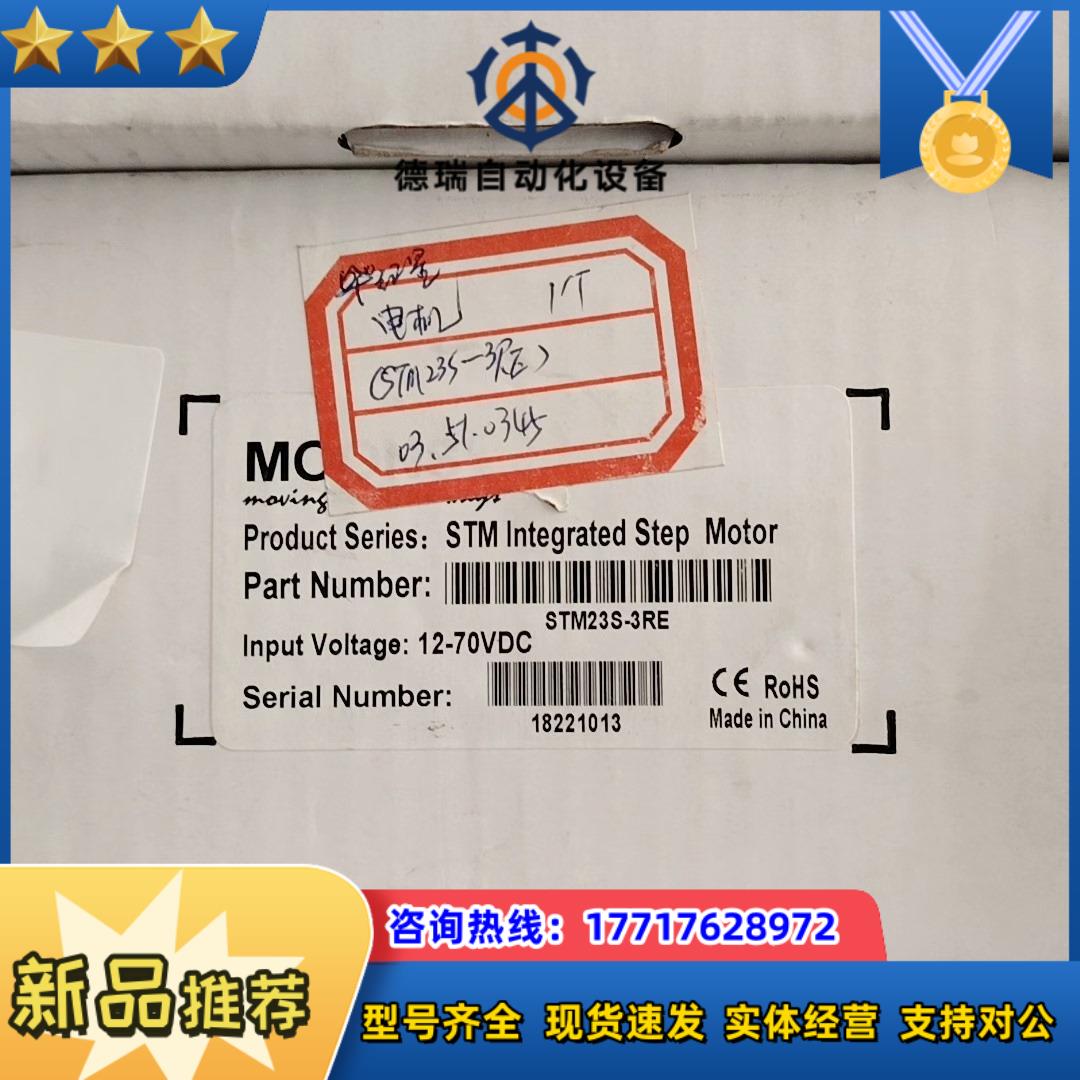 德瑞自动化设备
电机 1个
(STM23S-3RE)
03.51.0345
MO
moving
Product Series: STM Integrated Step Motor
Part Number:
STM23S-3RE
Input Voltage: 12-70VDC
Serial Number:
18221013
CE RoHS
Made in China
咨询热线：17717628972
新品推荐
型号齐全 现货速发 实体经营 支持对公